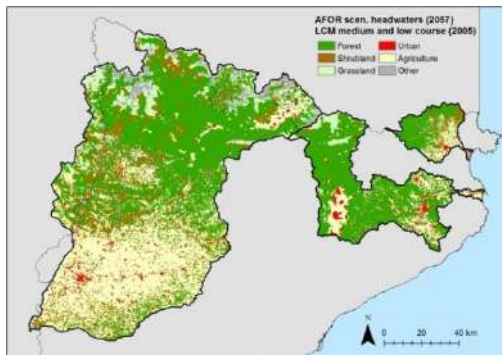 AFOR scen. headwaters (2057)
LCM medium and low course (2005)
Forest Urban
Shrubland Agriculture
Grassland Other
N
0 10 20 40 km